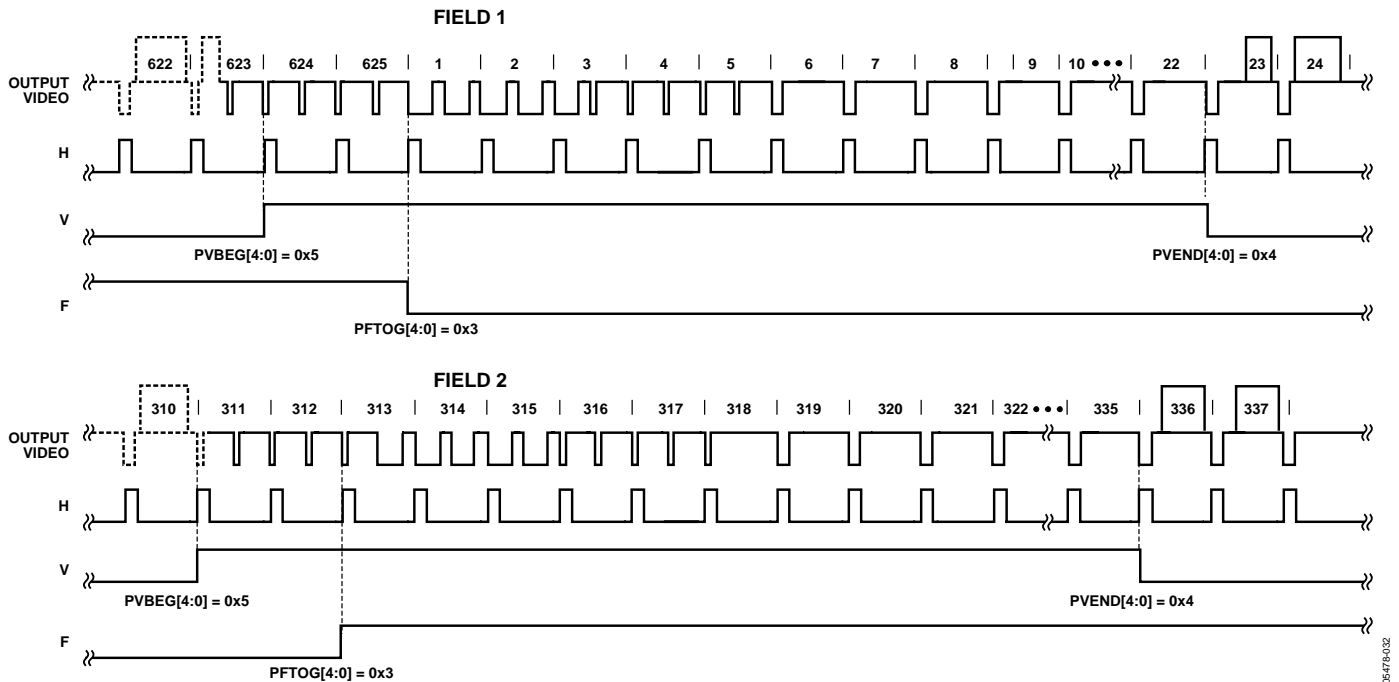 FIELD 1
622 623 624 625 1 2 3 4 5 6 7 8 9 10 ••• 22 23 24
OUTPUT
VIDEO
H
V
PVBEG[4:0] = 0x5
PVEND[4:0] = 0x4
F
PFTOG[4:0] = 0x3
FIELD 2
310 311 312 313 314 315 316 317 318 319 320 321 322 ••• 335 336 337
OUTPUT
VIDEO
H
V
PVBEG[4:0] = 0x5
PVEND[4:0] = 0x4
F
PFTOG[4:0] = 0x3
05478-032